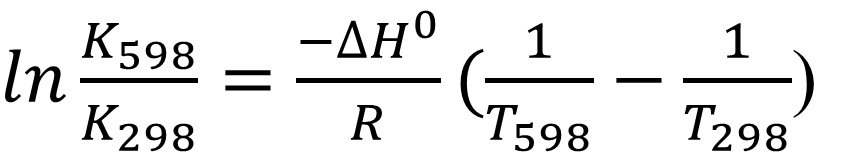 ln K₅₉₈/K₂₉₈ = −ΔH⁰/R (1/T₅₉₈ − 1/T₂₉₈)